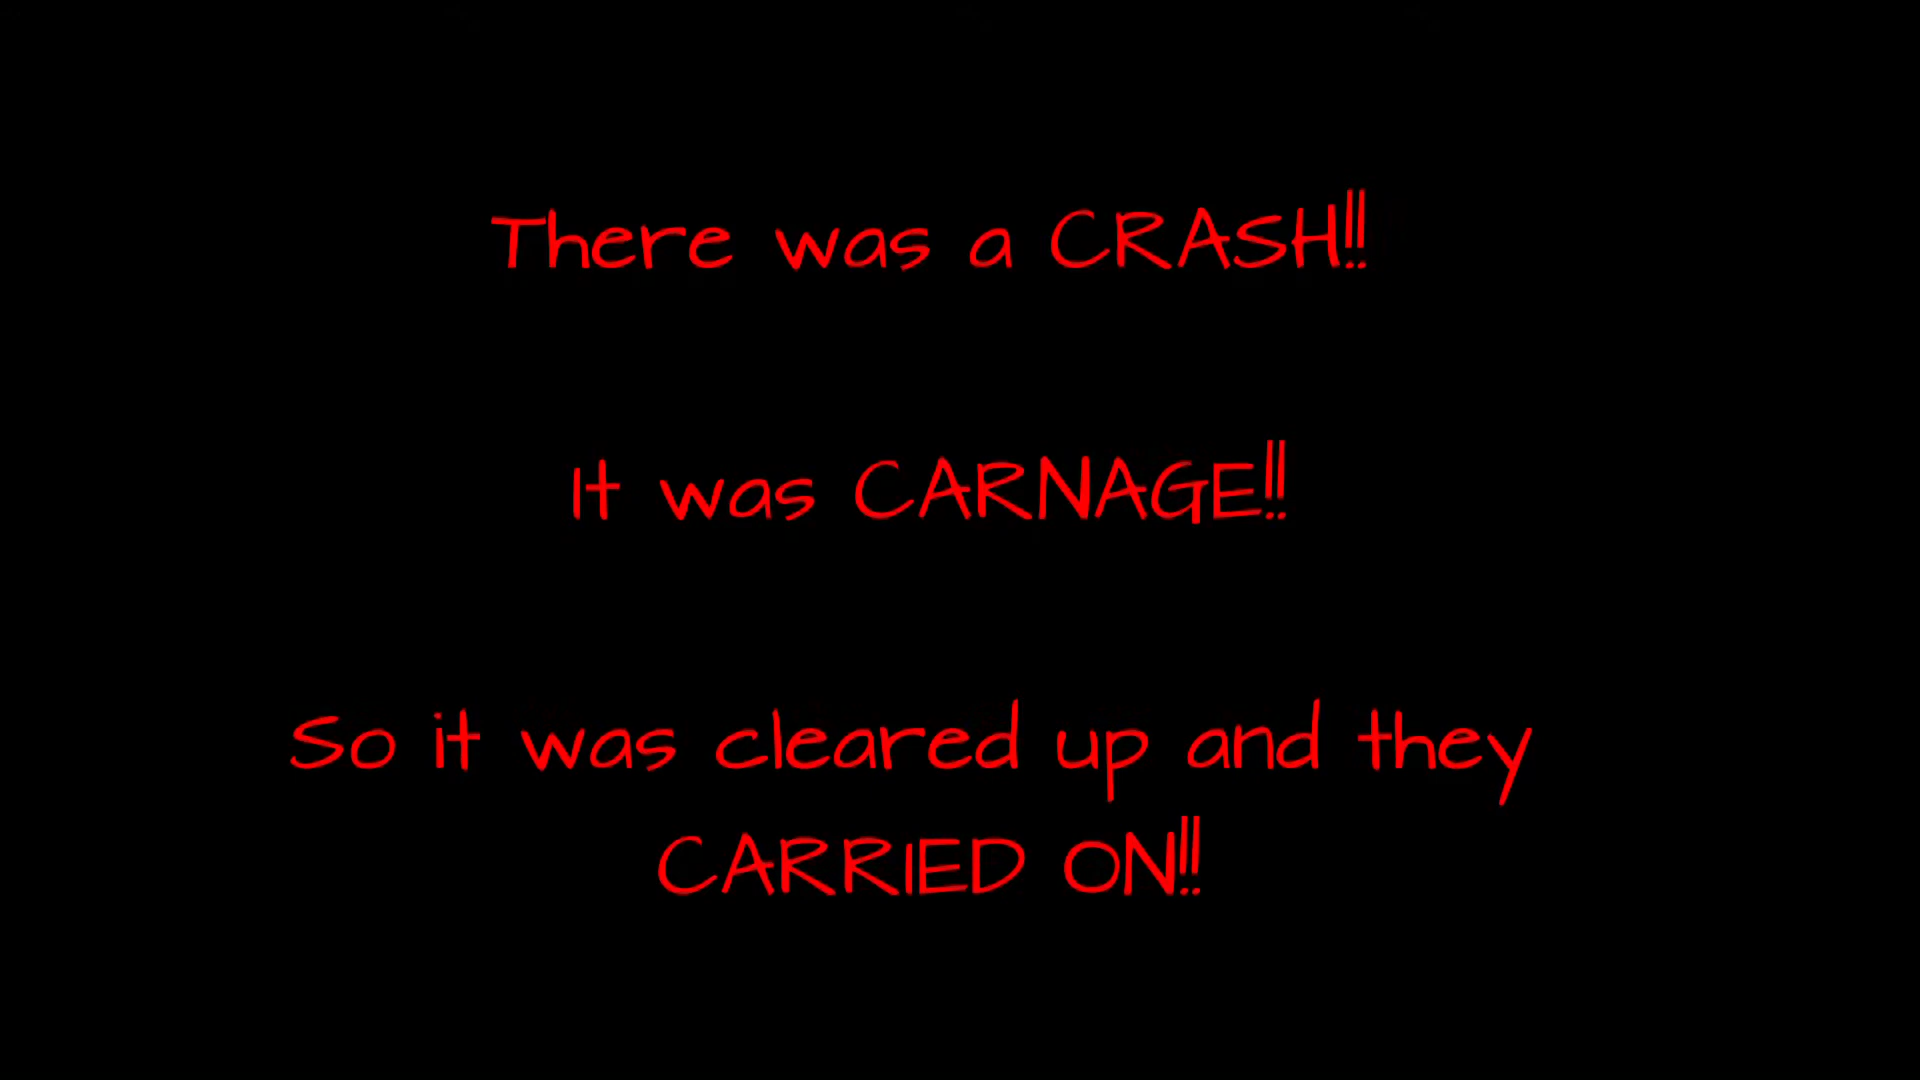 There was a CRASH!!
It was CARNAGE!!
So it was cleared up and they
CARRIED ON!!